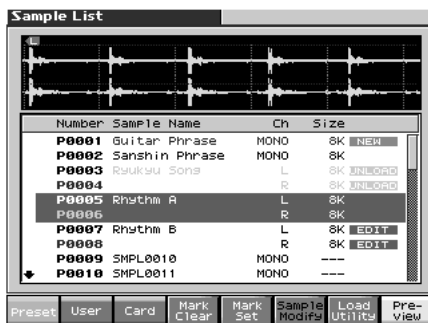 Sample List
L
Number Sample Name Ch Size
P0001 Guitar Phrase MONO 8K NEW
P0002 Sanshin Phrase MONO 8K
P0003 Ryukyu Song L 8K UNLOAD
P0004 R 8K UNLOAD
P0005 Rhythm A L 8K
P0006 R 8K
P0007 Rhythm B L 8K EDIT
P0008 R 8K EDIT
P0009 SMPL0010 MONO ---
P0010 SMPL0011 MONO ---
Preset User Card Mark Clear Mark Set Sample Modify Load Utility Pre-view